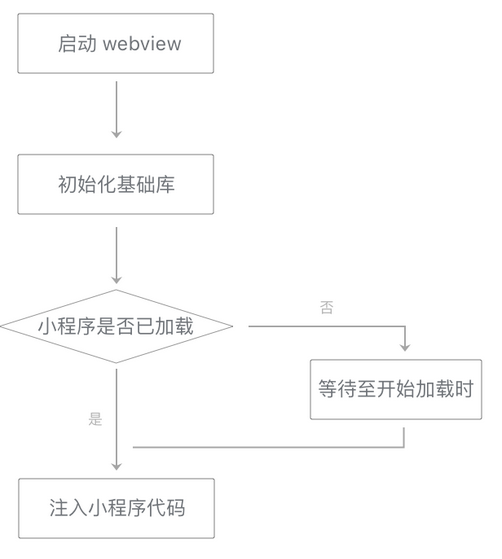 启动 webview
初始化基础库
小程序是否已加载
否
等待至开始加载时
是
注入小程序代码